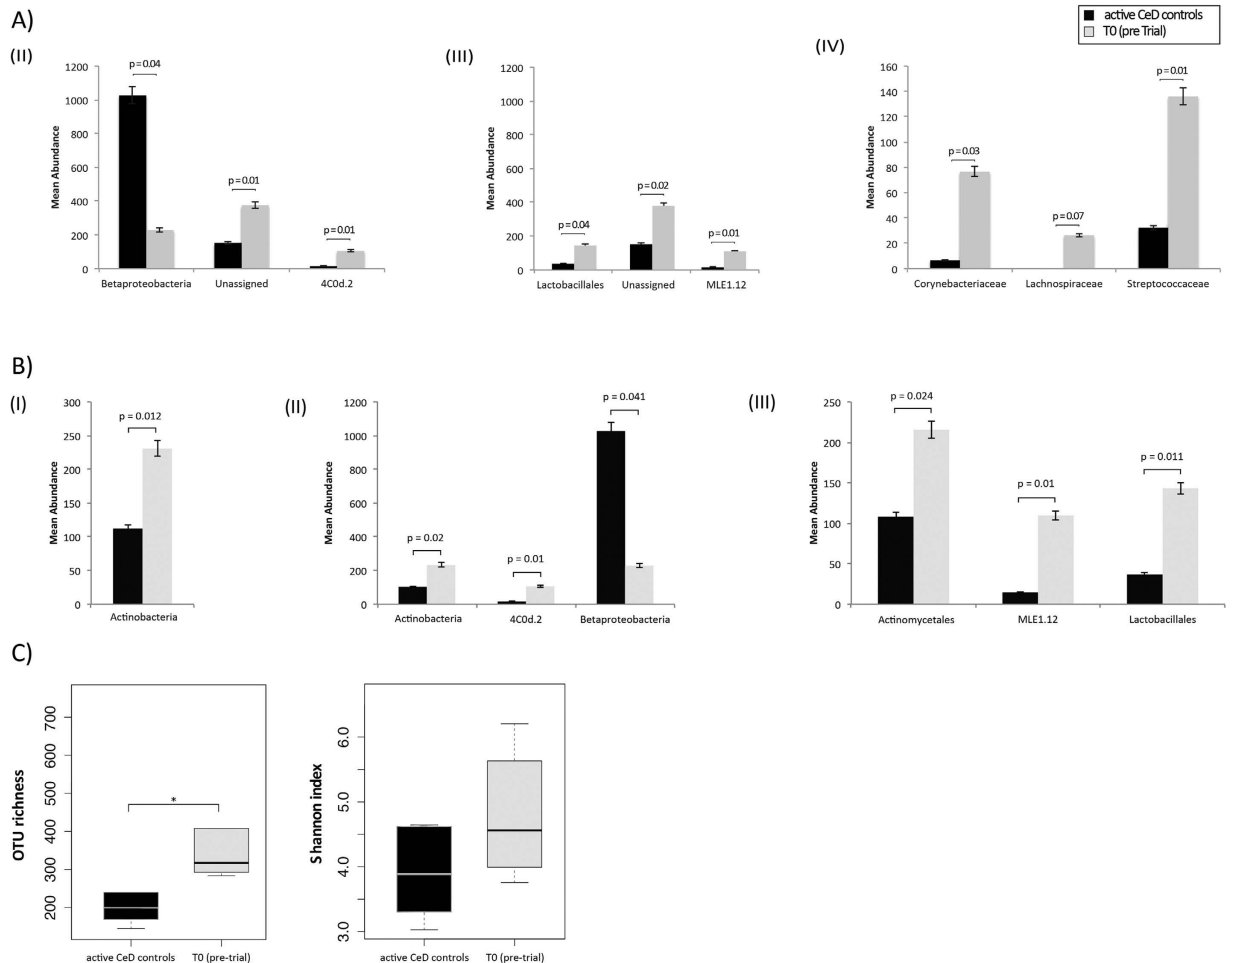 A)
active CeD controls
T0 (pre Trial)
(II)
(III)
(IV)
1200
1000
800
600
400
200
0
Mean Abundance
p=0.04
p=0.01
p=0.01
Betaproteobacteria Unassigned 4C0d.2
1200
1000
800
600
400
200
0
Mean Abundance
p=0.04
p=0.02
p=0.01
Lactobacillales Unassigned MLE1.12
160
140
120
100
80
60
40
20
0
Mean Abundance
p=0.03
p=0.07
p=0.01
Corynebacteriaceae Lachnospiraceae Streptococcaceae
B)
(I)
(II)
(III)
300
250
200
150
100
50
0
Mean Abundance
p = 0.012
Actinobacteria
1200
1000
800
600
400
200
0
Mean Abundance
p = 0.02
p = 0.01
p = 0.041
Actinobacteria 4C0d.2 Betaproteobacteria
250
200
150
100
50
0
Mean Abundance
p = 0.024
p = 0.01
p = 0.011
Actinomycetales MLE1.12 Lactobacillales
C)
700
600
500
400
300
200
OTU richness
*
active CeD controls T0 (pre-trial)
6.0
5.0
4.0
3.0
Shannon index
active CeD controls T0 (pre-trial)